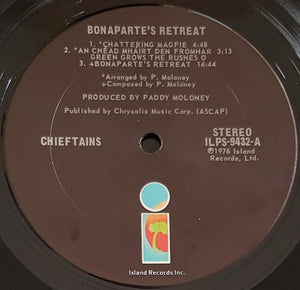 BONAPARTE'S RETREAT
1. *CHATTERING MAGPIE 4:48
2. *AN CHÉAD MHÁIRT DEN FROMHAR 3:13
GREEN GROWS THE RUSHES O
3. +BONAPARTE'S RETREAT 14:44
*Arranged by P. Moloney
+Composed by P. Moloney
PRODUCED BY PADDY MOLONEY
Published by Chrysalis Music Corp. (ASCAP)
CHIEFTAINS
STEREO
ILPS-9432-A
℗1976 Island
Records, Ltd.
i
Island Records Inc.